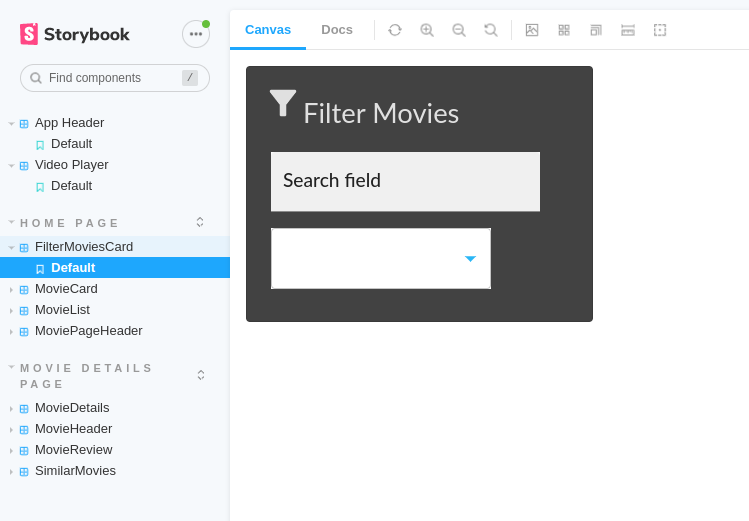 Storybook
Canvas
Docs
Find components
/
App Header
Default
Video Player
Default
HOME PAGE
FilterMoviesCard
Default
MovieCard
MovieList
MoviePageHeader
MOVIE DETAILS
PAGE
MovieDetails
MovieHeader
MovieReview
SimilarMovies
Filter Movies
Search field